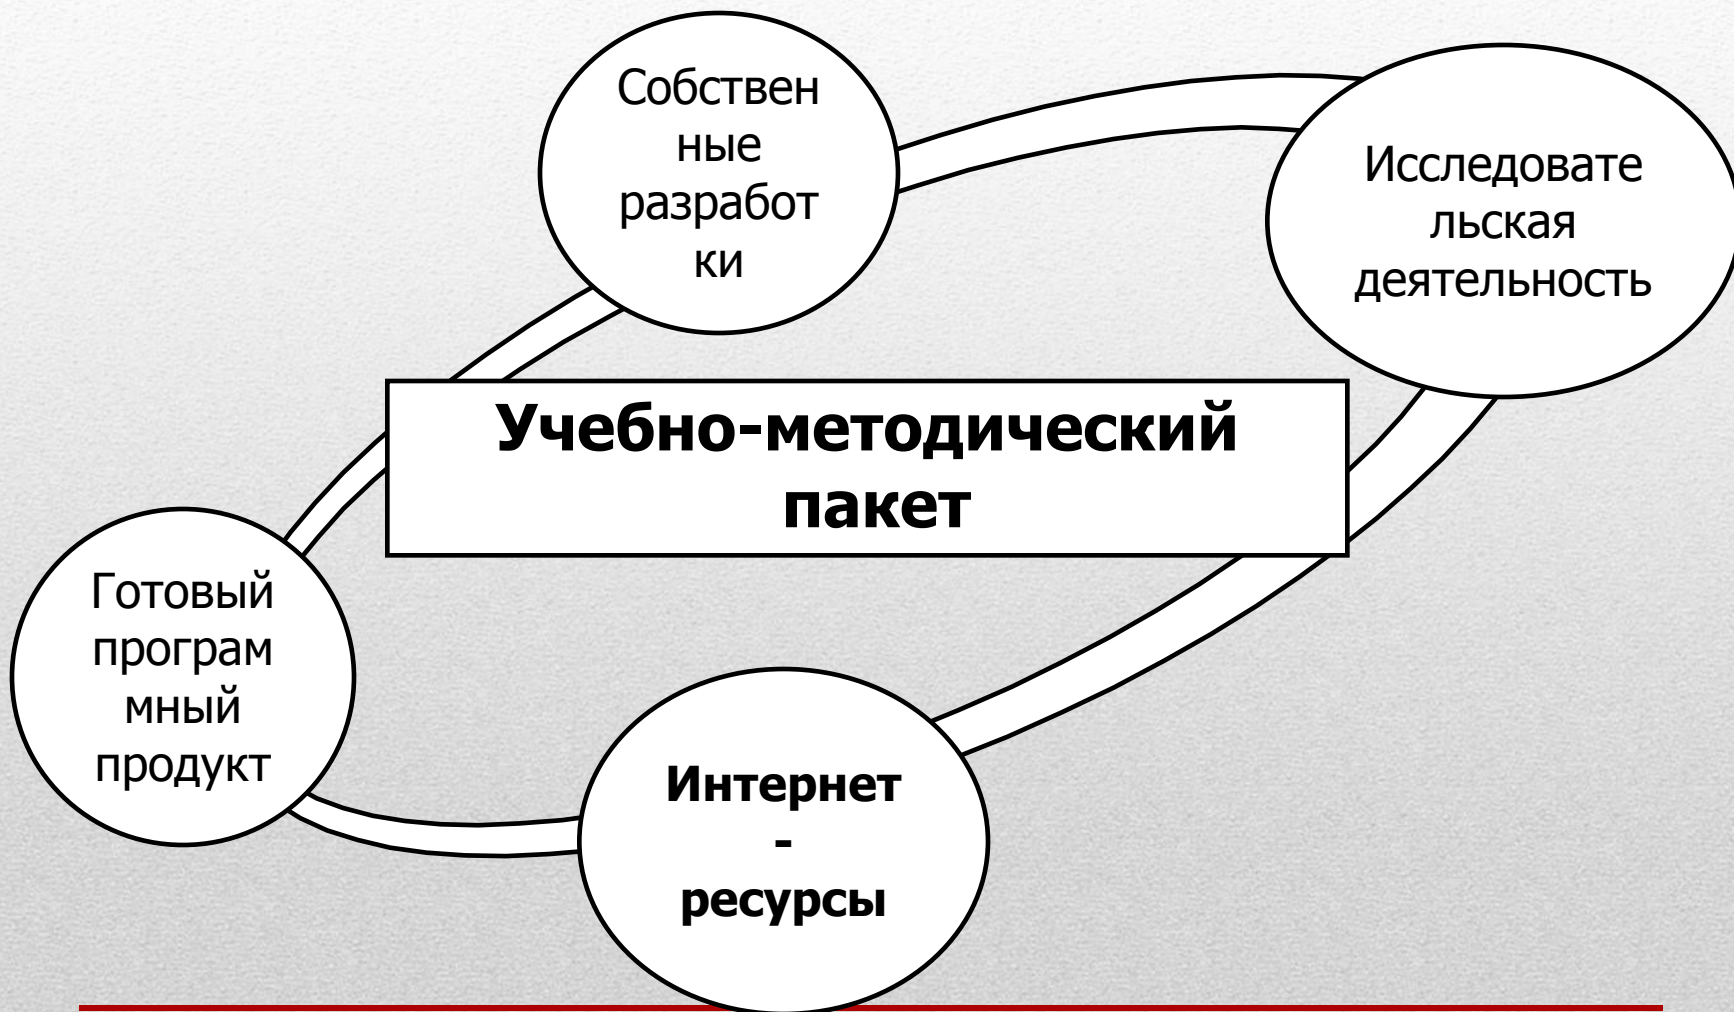 Собствен
ные
разработ
ки
Исследовате
льская
деятельность
Учебно-методический
пакет
Готовый
програм
мный
продукт
Интернет
-
ресурсы